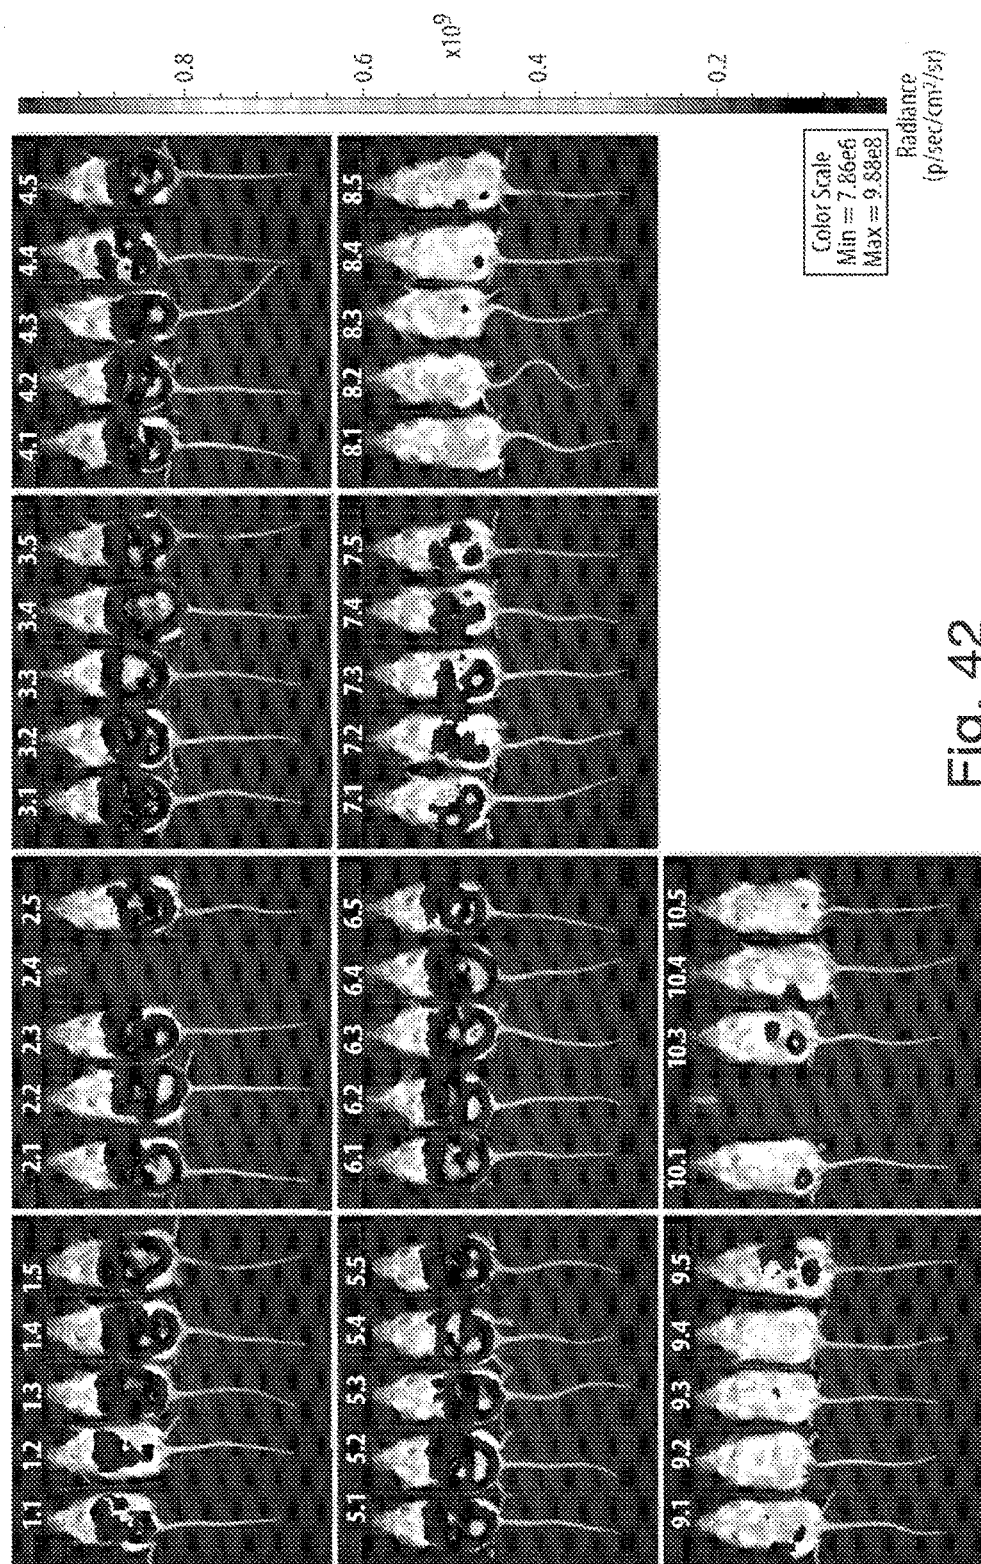 1.1 1.2 1.3 1.4 1.5
2.1 2.2 2.3 2.4 2.5
3.1 3.2 3.3 3.4 3.5
4.1 4.2 4.3 4.4 4.5
5.1 5.2 5.3 5.4 5.5
6.1 6.2 6.3 6.4 6.5
7.1 7.2 7.3 7.4 7.5
8.1 8.2 8.3 8.4 8.5
9.1 9.2 9.3 9.4 9.5
10.1 10.3 10.4 10.5
0.8
0.6
x10⁹
0.4
0.2
Radiance
(p/sec/cm²/sr)
Color Scale
Min = 7.86e6
Max = 9.88e8
Fig. 42